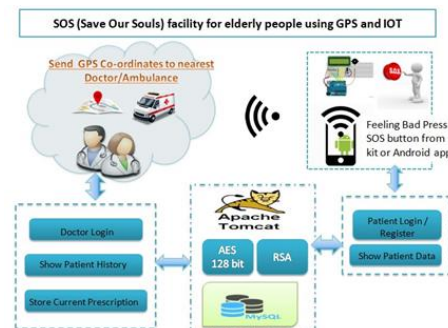 SOS (Save Our Souls) facility for elderly people using GPS and IOT
Send GPS Co-ordinates to nearest
Doctor/Ambulance
Feeling Bad Press
SOS button from
kit or Android app
Doctor Login
Show Patient History
Store Current Prescription
Apache
Tomcat
AES
128 bit
RSA
MySQL
Patient Login /
Register
Show Patient Data